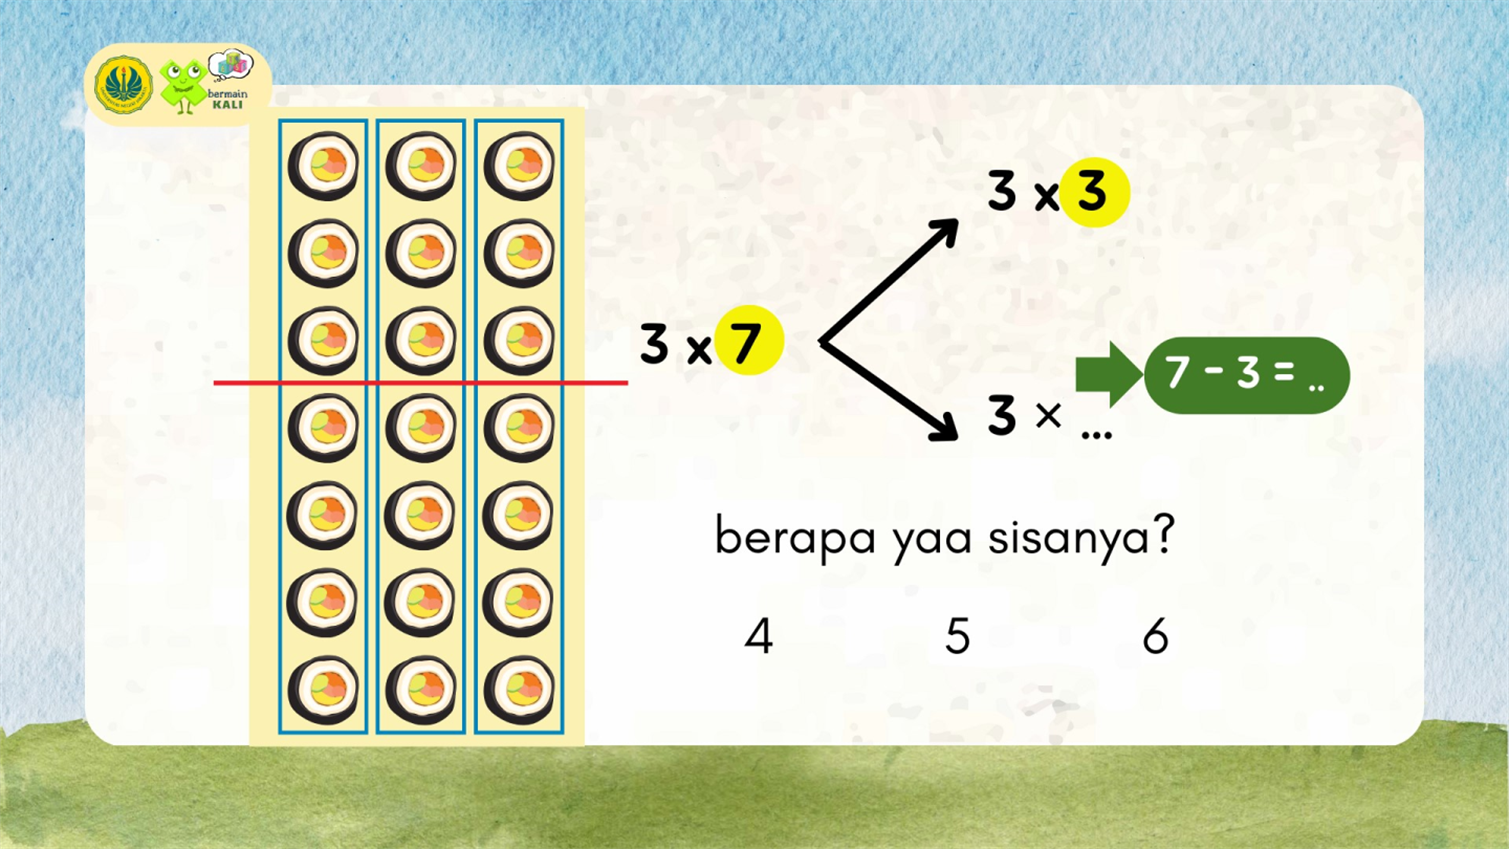 bermain
KALI
3 x 3
3 x 7
7 - 3 = ..
3 × ...
berapa yaa sisanya?
4 5 6